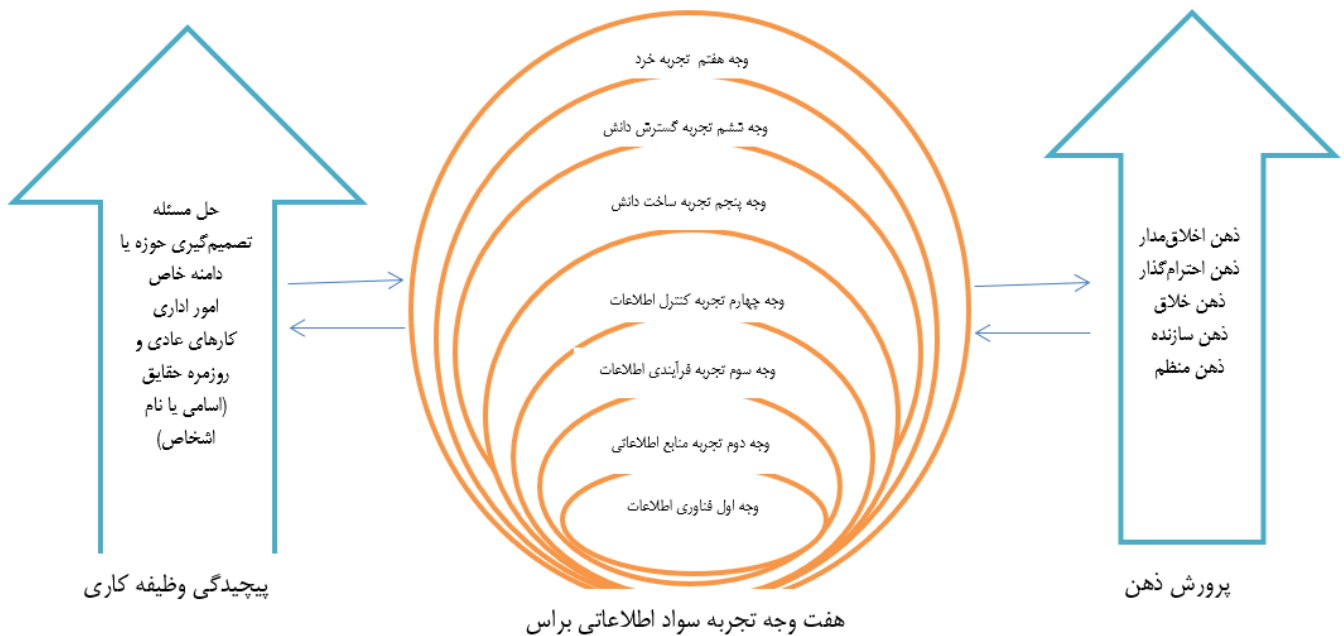 وجه هفتم تجربه خرد
وجه ششم تجربه گسترش دانش
وجه پنجم تجربه ساخت دانش
وجه چهارم تجربه کنترل اطلاعات
وجه سوم تجربه فرآیندی اطلاعات
وجه دوم تجربه منابع اطلاعاتی
وجه اول فناوری اطلاعات
هفت وجه تجربه سواد اطلاعاتی براس
ذهن اخلاق‌مدار
ذهن احترام‌گذار
ذهن خلاق
ذهن سازنده
ذهن منظم
پرورش ذهن
حل مسئله
تصمیم‌گیری حوزه یا
دامنه خاص
امور اداری
کارهای عادی و
روزمره حقایق
(اسامی یا نام
اشخاص)
پیچیدگی وظیفه کاری